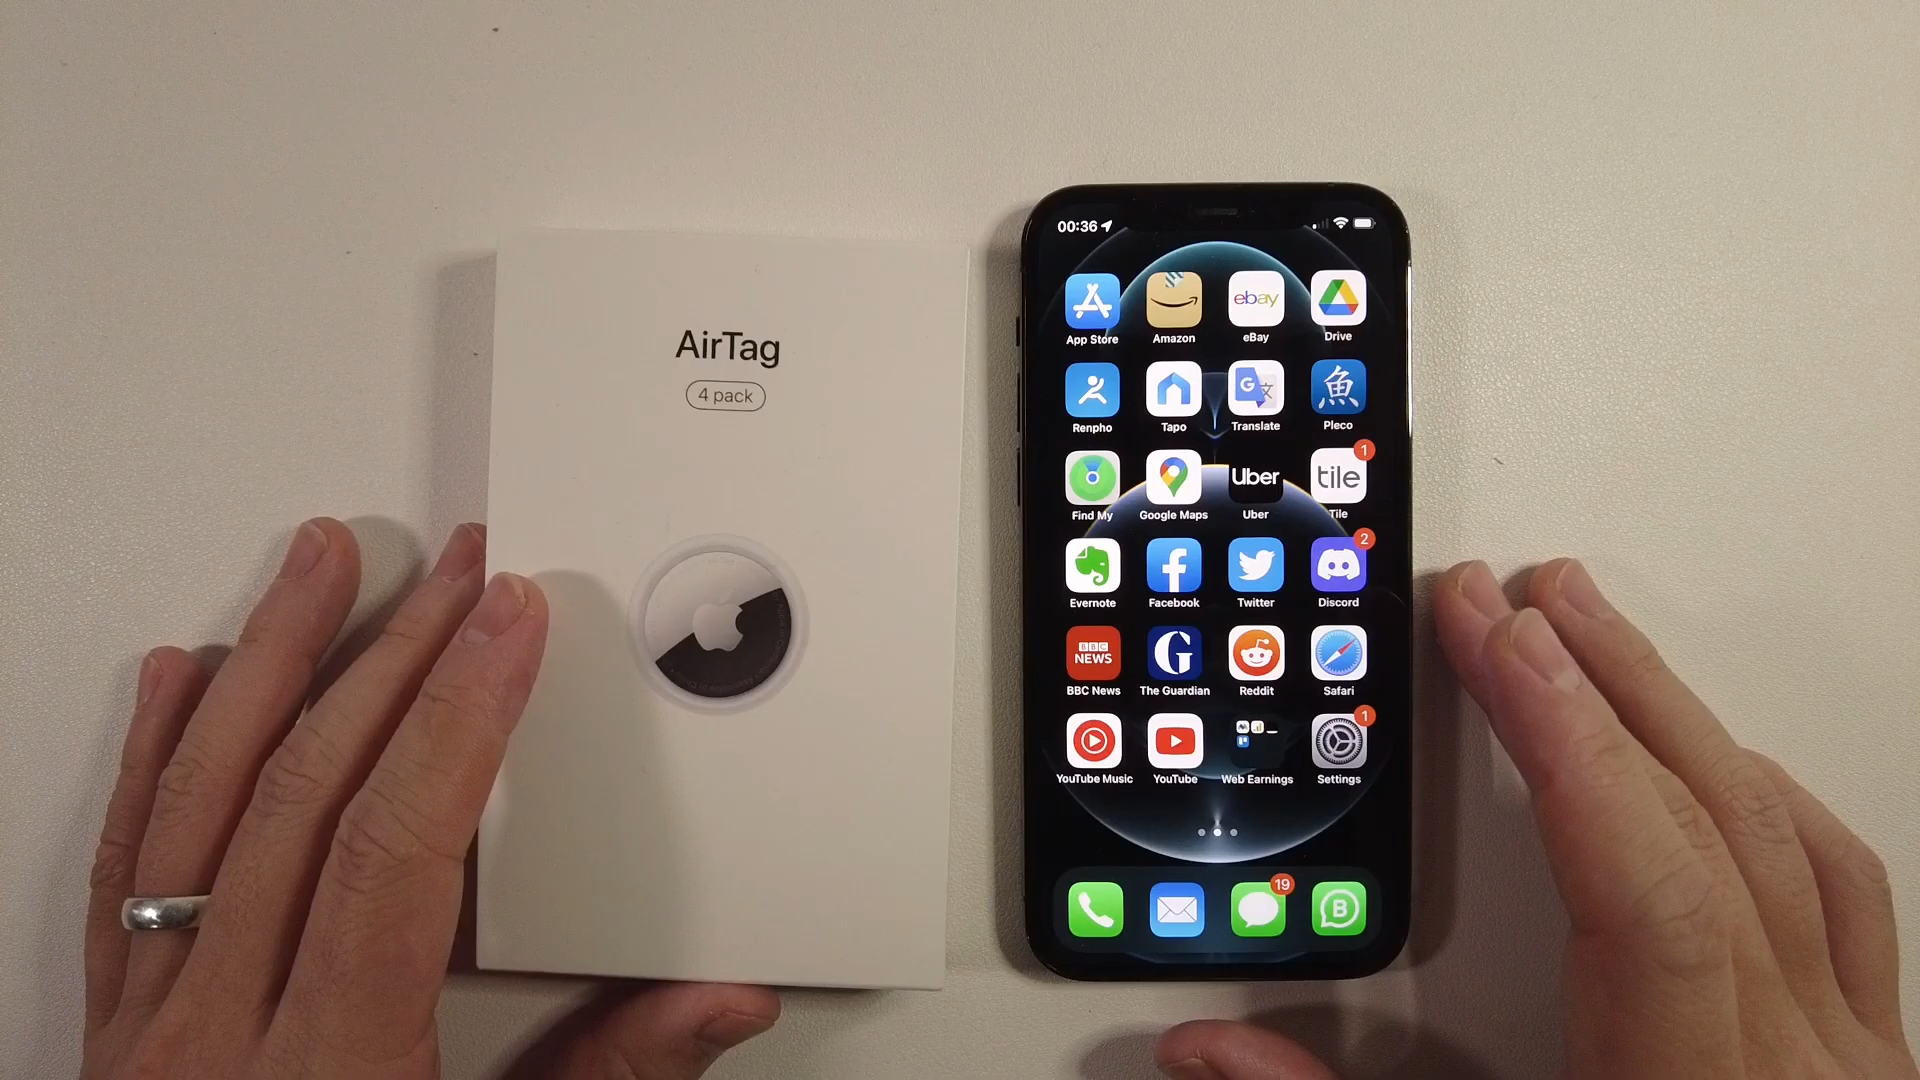 AirTag
4 pack
00:36
App Store
Amazon
ebay
eBay
Drive
Renpho
Tapo
G 文
Translate
魚
Pleco
Find My
Google Maps
Uber
Uber
1
tile
Tile
Evernote
Facebook
Twitter
2
Discord
BBC
NEWS
BBC News
G
The Guardian
Reddit
Safari
YouTube Music
YouTube
Web Earnings
1
Settings
19
B